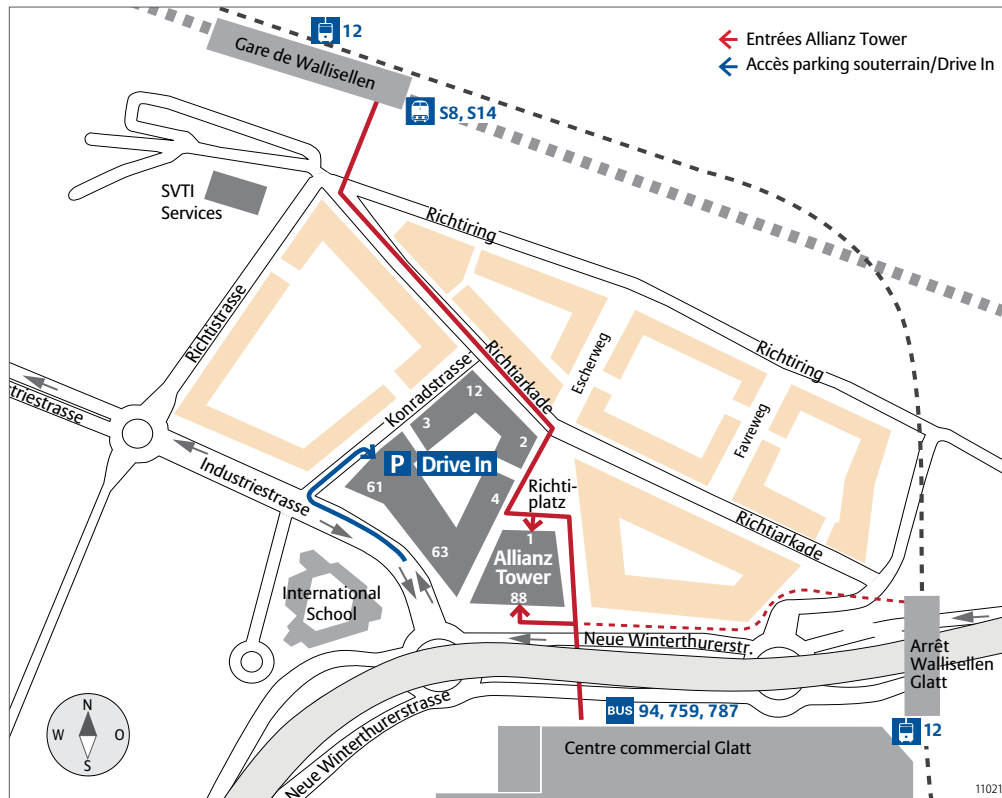 12
Gare de Wallisellen
Entrées Allianz Tower
Accès parking souterrain/Drive In
S8, S14
SVTI
Services
Richtiring
Richtistrasse
Richtiarkade
Escherweg
Richtiring
Konradstrasse
12
3
2
Favreweg
triestrasse
P Drive In
61
4
Richti-
platz
Industriestrasse
Richtiarkade
1
63
Allianz
Tower
88
International
School
Neue Winterthurerstr.
Arrêt
Wallisellen
Glatt
Neue Winterthurerstrasse
BUS 94, 759, 787
12
Centre commercial Glatt
N
W O
S
11021